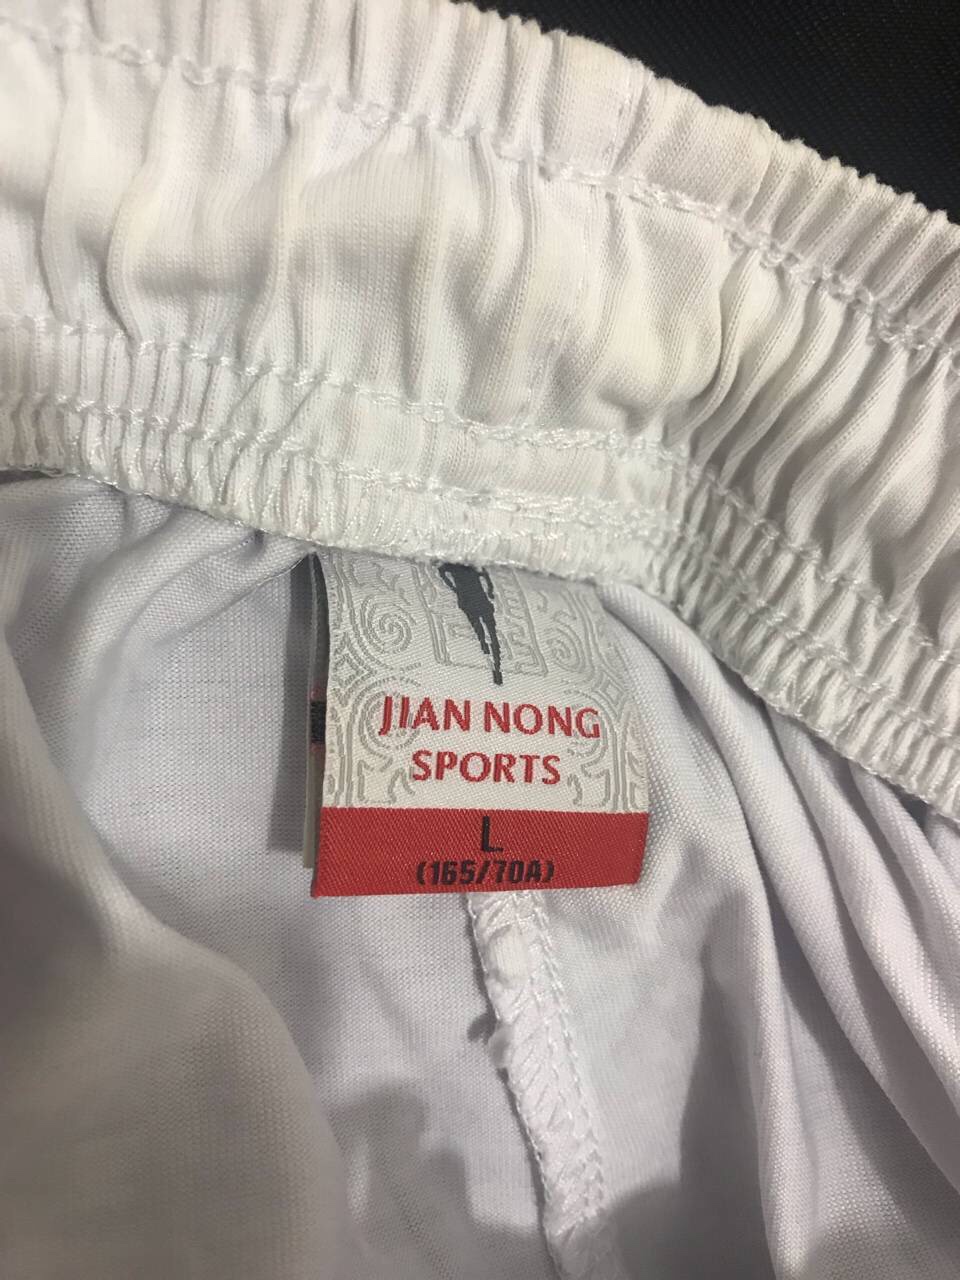 JIAN NONG
SPORTS
L
(165/70A)